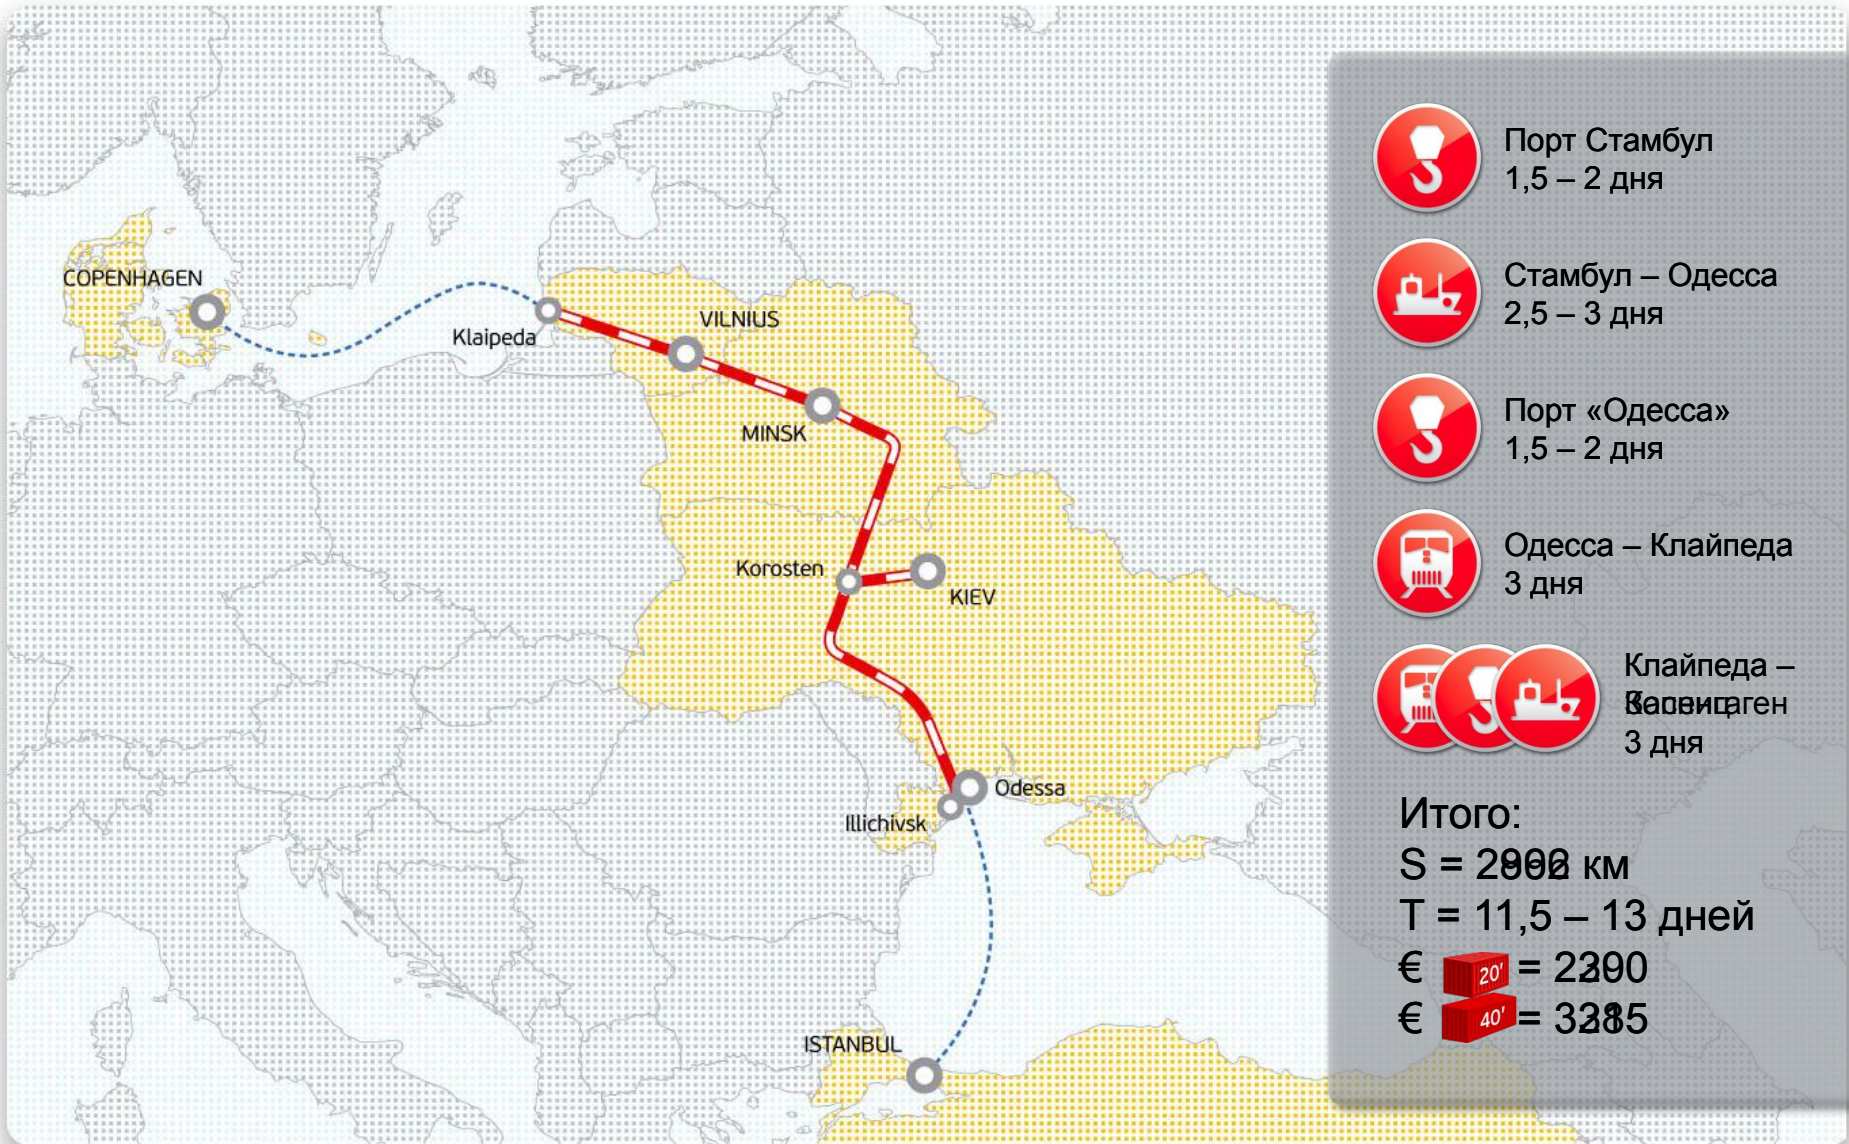 COPENHAGEN
Klaipeda
VILNIUS
MINSK
Korosten
KIEV
Odessa
Illichivsk
ISTANBUL
Порт Стамбул
1,5 – 2 дня
Стамбул – Одесса
2,5 – 3 дня
Порт «Одесса»
1,5 – 2 дня
Одесса – Клайпеда
3 дня
Клайпеда –
3 дня
Итого:
S = км
T = 11,5 – 13 дней
€ 20' =
€ 40' =